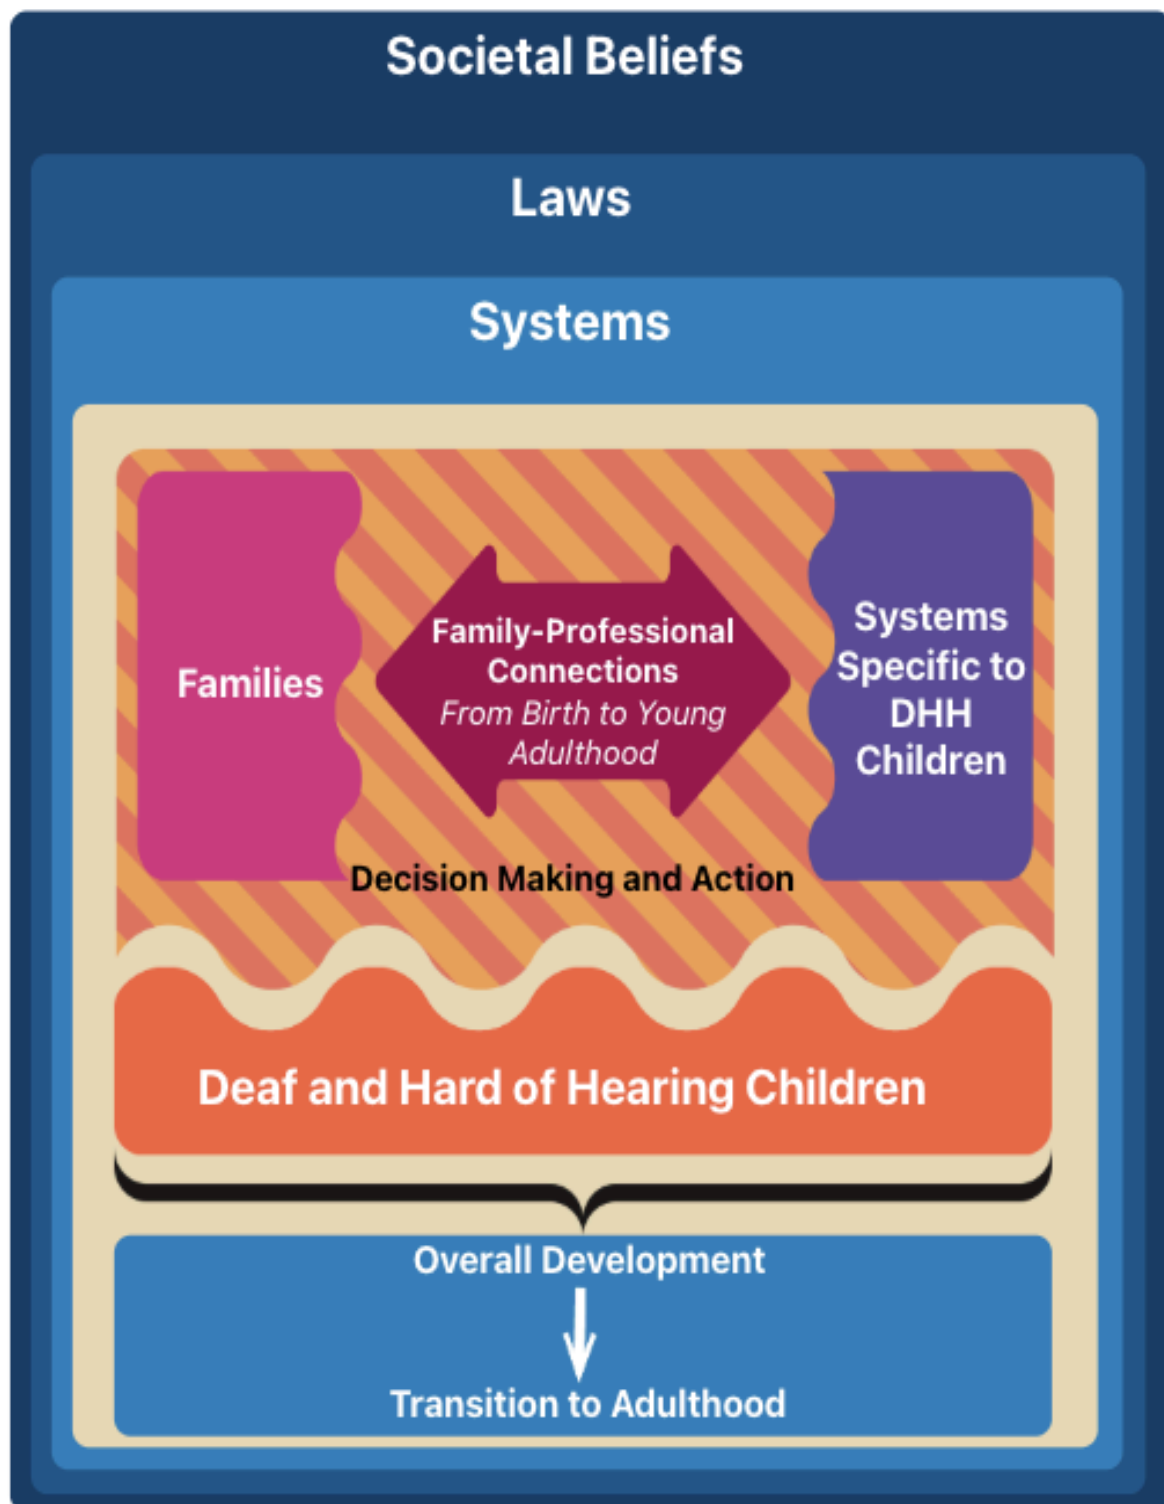 Societal Beliefs
Laws
Systems
Families
Family-Professional
Connections
From Birth to Young
Adulthood
Systems
Specific to
DHH
Children
Decision Making and Action
Deaf and Hard of Hearing Children
Overall Development
Transition to Adulthood